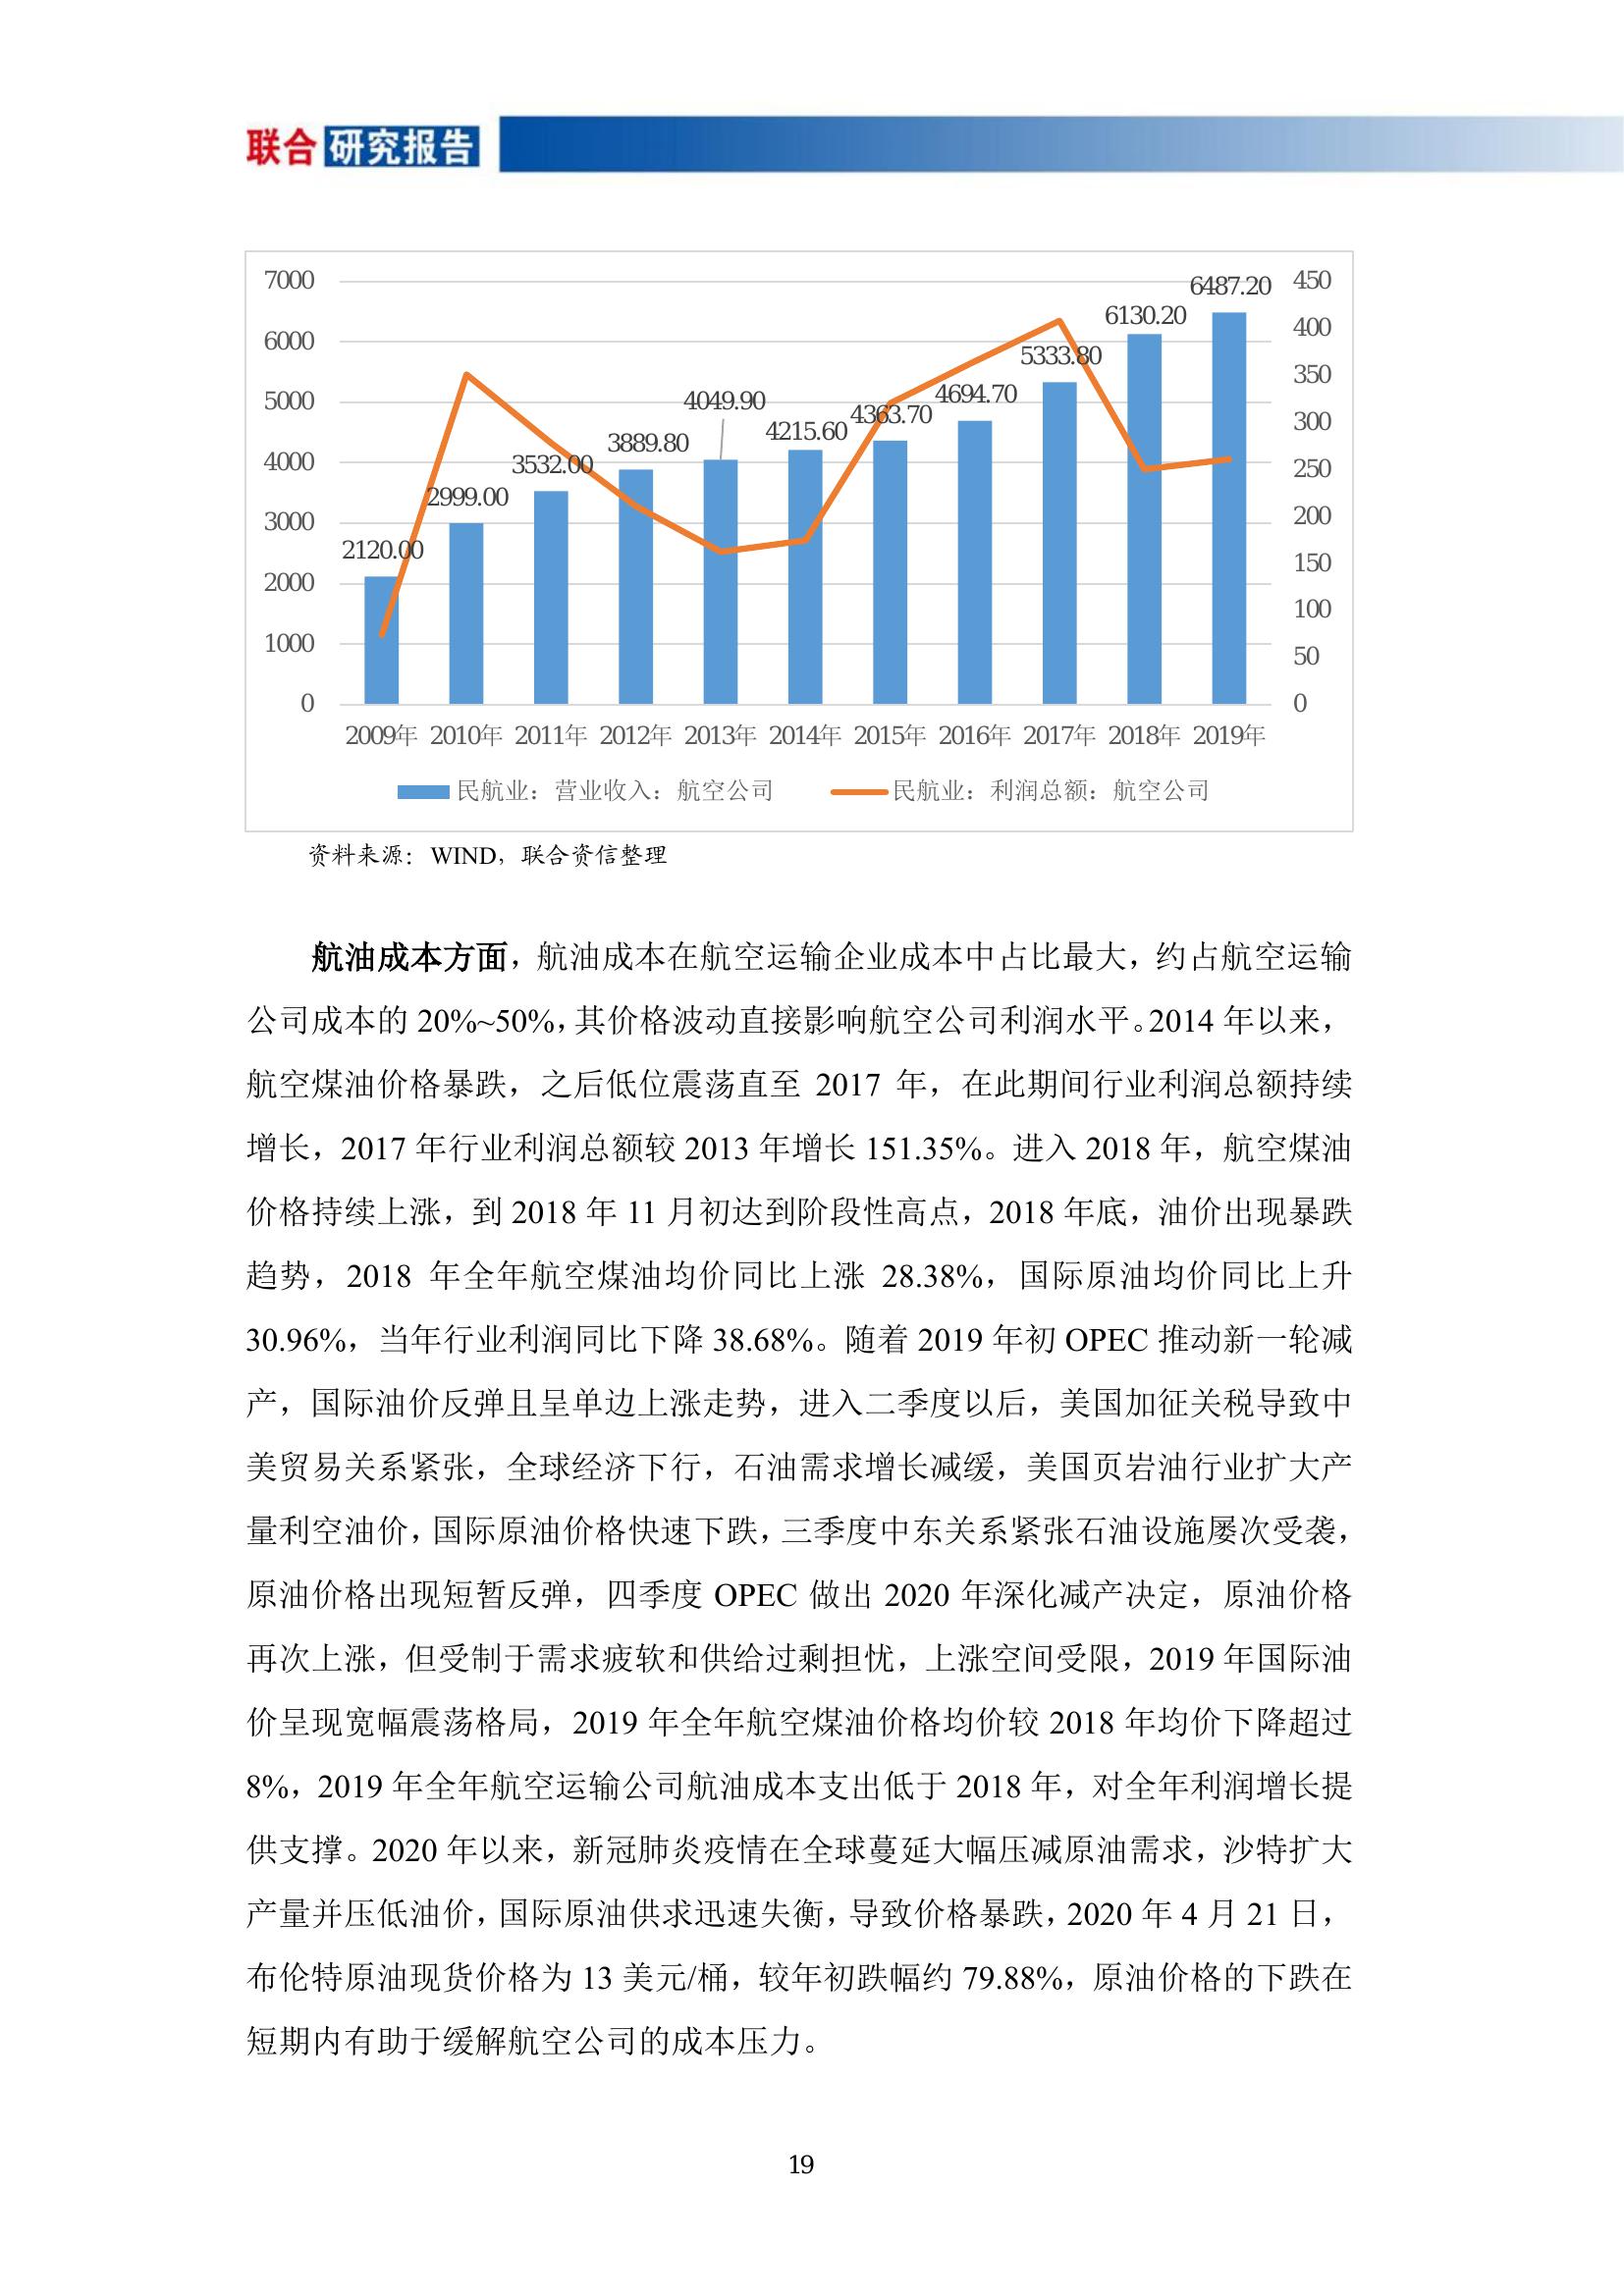 联合研究报告
7000
6000
5000
4000
3000
2000
1000
0
450
400
350
300
250
200
150
100
50
0
2120.00
2999.00
3532.00
3889.80
4049.90
4215.60
4363.70
4694.70
5333.80
6130.20
6487.20
2009年 2010年 2011年 2012年 2013年 2014年 2015年 2016年 2017年 2018年 2019年
民航业：营业收入：航空公司 民航业：利润总额：航空公司
资料来源：WIND，联合资信整理
航油成本方面，航油成本在航空运输企业成本中占比最大，约占航空运输
公司成本的 20%~50%，其价格波动直接影响航空公司利润水平。2014 年以来，
航空煤油价格暴跌，之后低位震荡直至 2017 年，在此期间行业利润总额持续
增长，2017 年行业利润总额较 2013 年增长 151.35%。进入 2018 年，航空煤油
价格持续上涨，到 2018 年 11 月初达到阶段性高点，2018 年底，油价出现暴跌
趋势，2018 年全年航空煤油均价同比上涨 28.38%，国际原油均价同比上升
30.96%，当年行业利润同比下降 38.68%。随着 2019 年初 OPEC 推动新一轮减
产，国际油价反弹且呈单边上涨走势，进入二季度以后，美国加征关税导致中
美贸易关系紧张，全球经济下行，石油需求增长减缓，美国页岩油行业扩大产
量利空油价，国际原油价格快速下跌，三季度中东关系紧张石油设施屡次受袭，
原油价格出现短暂反弹，四季度 OPEC 做出 2020 年深化减产决定，原油价格
再次上涨，但受制于需求疲软和供给过剩担忧，上涨空间受限，2019 年国际油
价呈现宽幅震荡格局，2019 年全年航空煤油价格均价较 2018 年均价下降超过
8%，2019 年全年航空运输公司航油成本支出低于 2018 年，对全年利润增长提
供支撑。2020 年以来，新冠肺炎疫情在全球蔓延大幅压减原油需求，沙特扩大
产量并压低油价，国际原油供求迅速失衡，导致价格暴跌，2020 年 4 月 21 日，
布伦特原油现货价格为 13 美元/桶，较年初跌幅约 79.88%，原油价格的下跌在
短期内有助于缓解航空公司的成本压力。
19